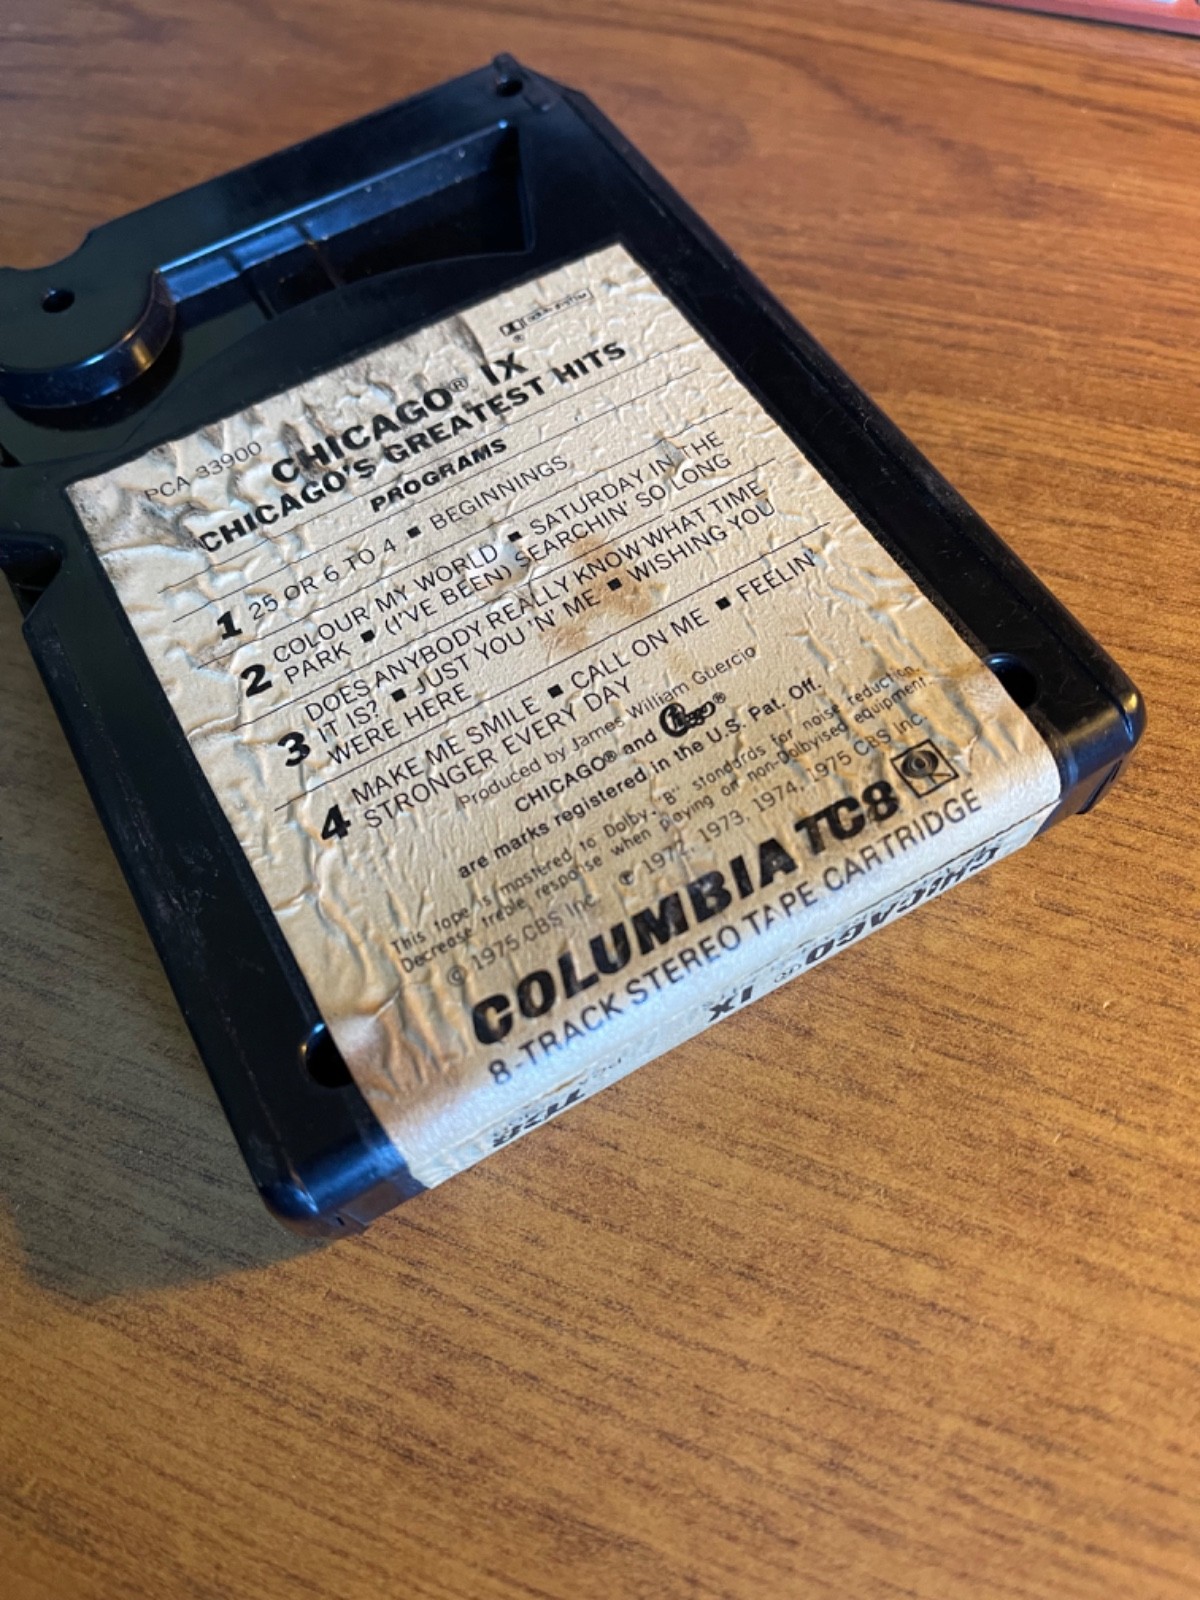 PCA 33900
CHICAGO® IX
CHICAGO'S GREATEST HITS
PROGRAMS
1 25 OR 6 TO 4 ▪ BEGINNINGS
2 COLOUR MY WORLD ▪ SATURDAY IN THE
PARK ▪ (I'VE BEEN) SEARCHIN' SO LONG
3 DOES ANYBODY REALLY KNOW WHAT TIME
IT IS? ▪ JUST YOU 'N' ME ▪ WISHING YOU
WERE HERE
4 MAKE ME SMILE ▪ CALL ON ME ▪ FEELIN'
STRONGER EVERY DAY
Produced by James William Guercio
CHICAGO® and Chicago®
are marks registered in the U.S. Pat. Off.
This tape is mastered to Dolby "B" standards for noise reduction.
Decrease treble response when playing on non-Dolbyised equipment.
© 1975 CBS Inc. ℗ 1972, 1973, 1974, 1975 CBS Inc.
COLUMBIA TC8
8-TRACK STEREO TAPE CARTRIDGE
CHICAGO® IX